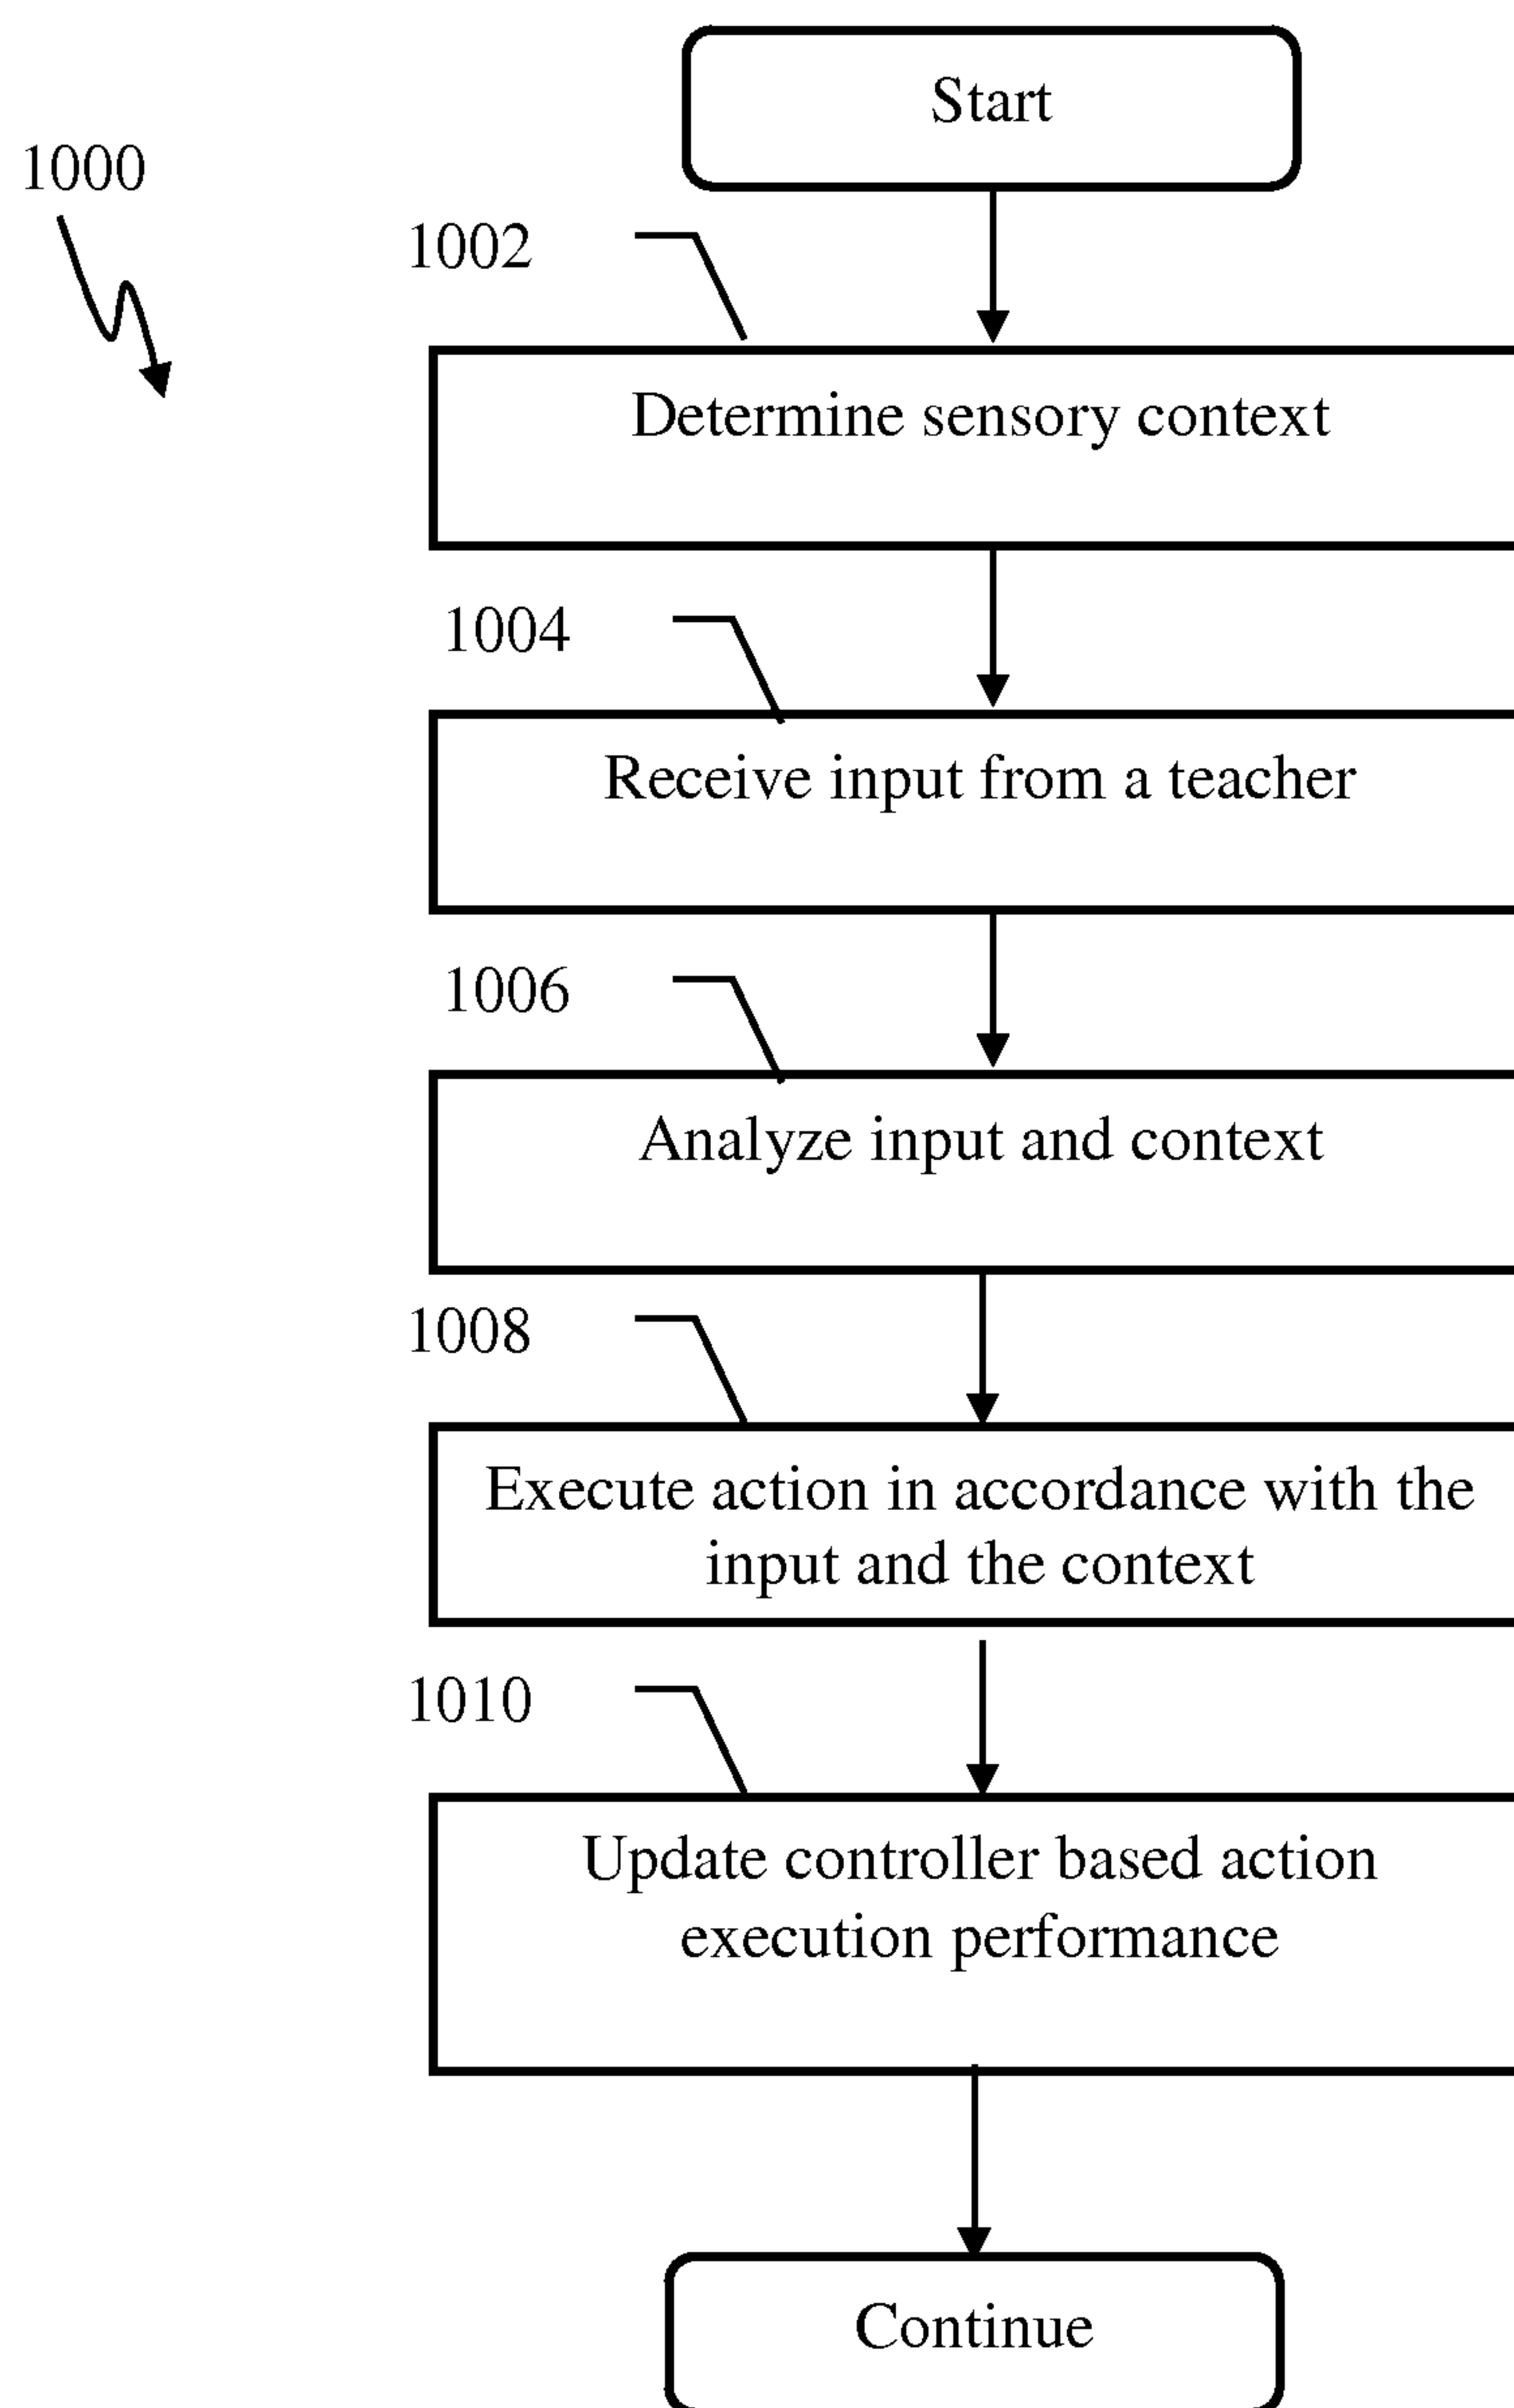 Start
1000
1002
Determine sensory context
1004
Receive input from a teacher
1006
Analyze input and context
1008
Execute action in accordance with the
input and the context
1010
Update controller based action
execution performance
Continue